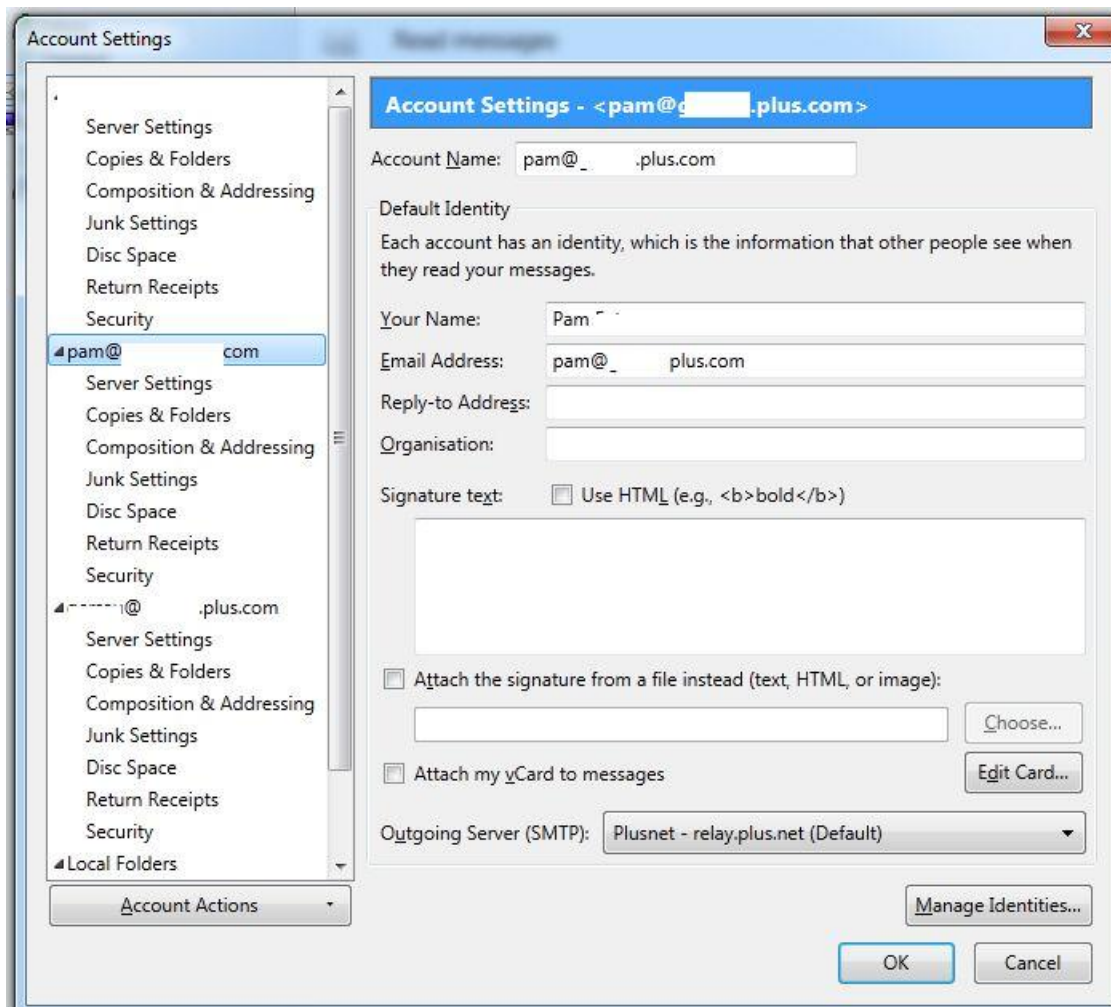 Read messages
Account Settings
Server Settings
Copies & Folders
Composition & Addressing
Junk Settings
Disc Space
Return Receipts
Security
pam@ com
Server Settings
Copies & Folders
Composition & Addressing
Junk Settings
Disc Space
Return Receipts
Security
@ .plus.com
Server Settings
Copies & Folders
Composition & Addressing
Junk Settings
Disc Space
Return Receipts
Security
Local Folders
Account Actions
Account Settings - <pam@g .plus.com>
Account Name: pam@ .plus.com
Default Identity
Each account has an identity, which is the information that other people see when
they read your messages.
Your Name: Pam
Email Address: pam@ plus.com
Reply-to Address:
Organisation:
Signature text: Use HTML (e.g., <b>bold</b>)
Attach the signature from a file instead (text, HTML, or image):
Choose...
Attach my vCard to messages
Edit Card...
Outgoing Server (SMTP): Plusnet - relay.plus.net (Default)
Manage Identities...
OK Cancel